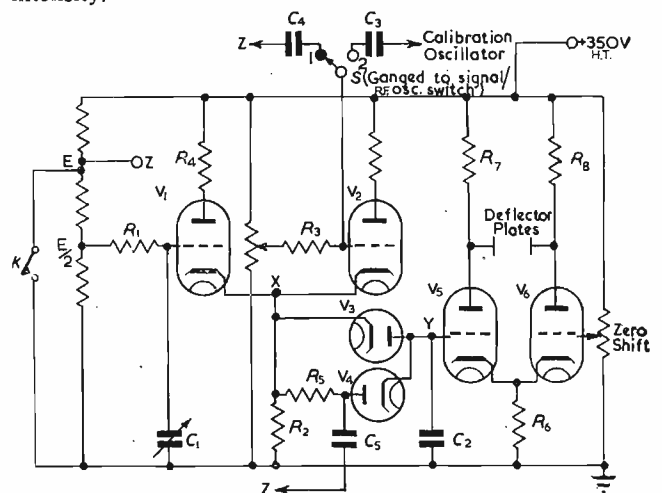 intensity.
C4 C3
Z Calibration
Oscillator
+350V
H.T.
1 2
S (Ganged to signal/
RF osc. switch)
E
Z
R4 R7 R8
V1 V2
Deflector
Plates
K E/2 R1 R3
X V5 V6
V3 Y
Zero
Shift
V4
R5
R2 R6
C1 C5 C2
Z